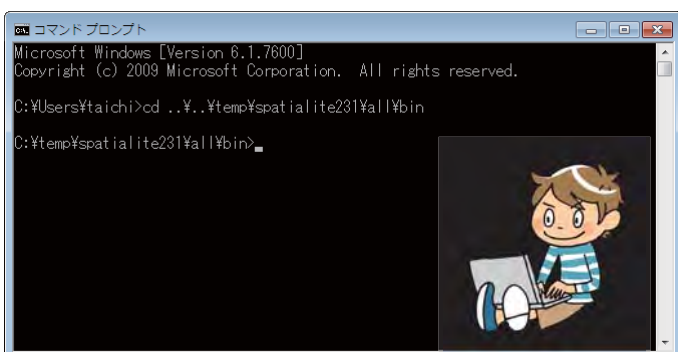 コマンド プロンプト
Microsoft Windows [Version 6.1.7600]
Copyright (c) 2009 Microsoft Corporation.  All rights reserved.
C:¥Users¥taichi>cd ..¥..¥temp¥spatialite231¥all¥bin
C:¥temp¥spatialite231¥all¥bin>